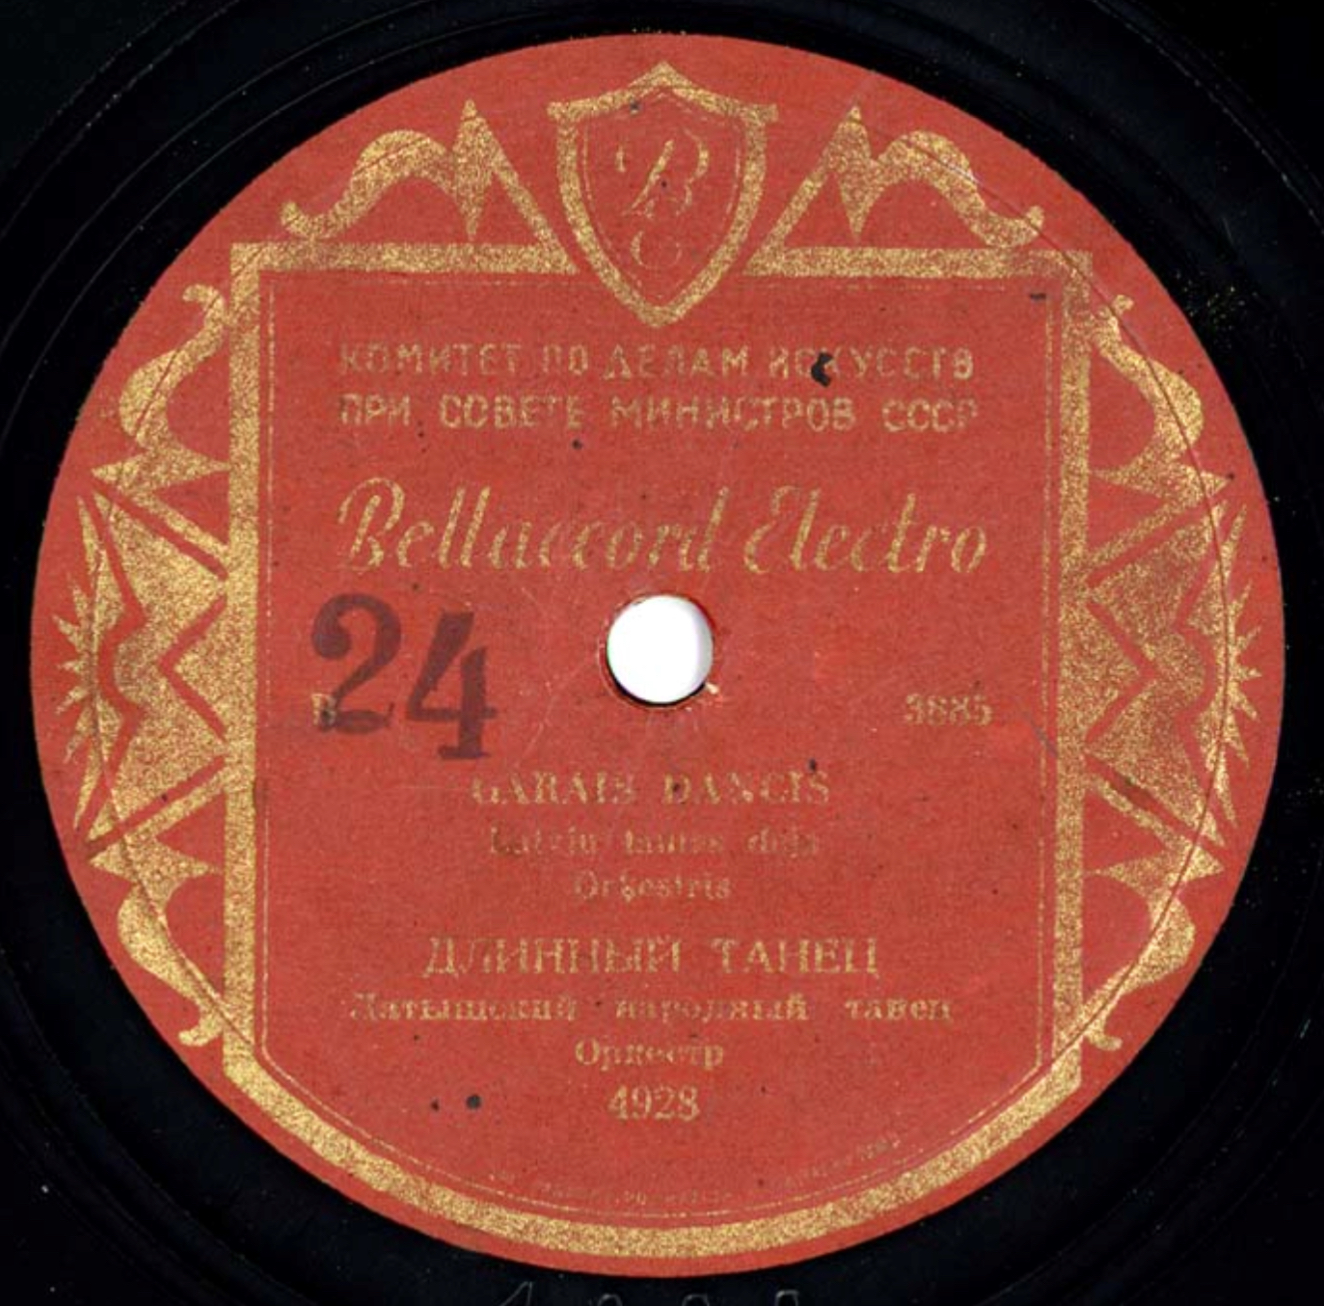 B
КОМИТЕТ ПО ДЕЛАМ ИСКУССТВ
ПРИ СОВЕТЕ МИНИСТРОВ СССР
Bellaccord Electro
24
B 3885
GARAIS DANCIS
Latvju tautas deja
Orķestris
ДЛИННЫЙ ТАНЕЦ
Латышский народный танец
Оркестр
4928